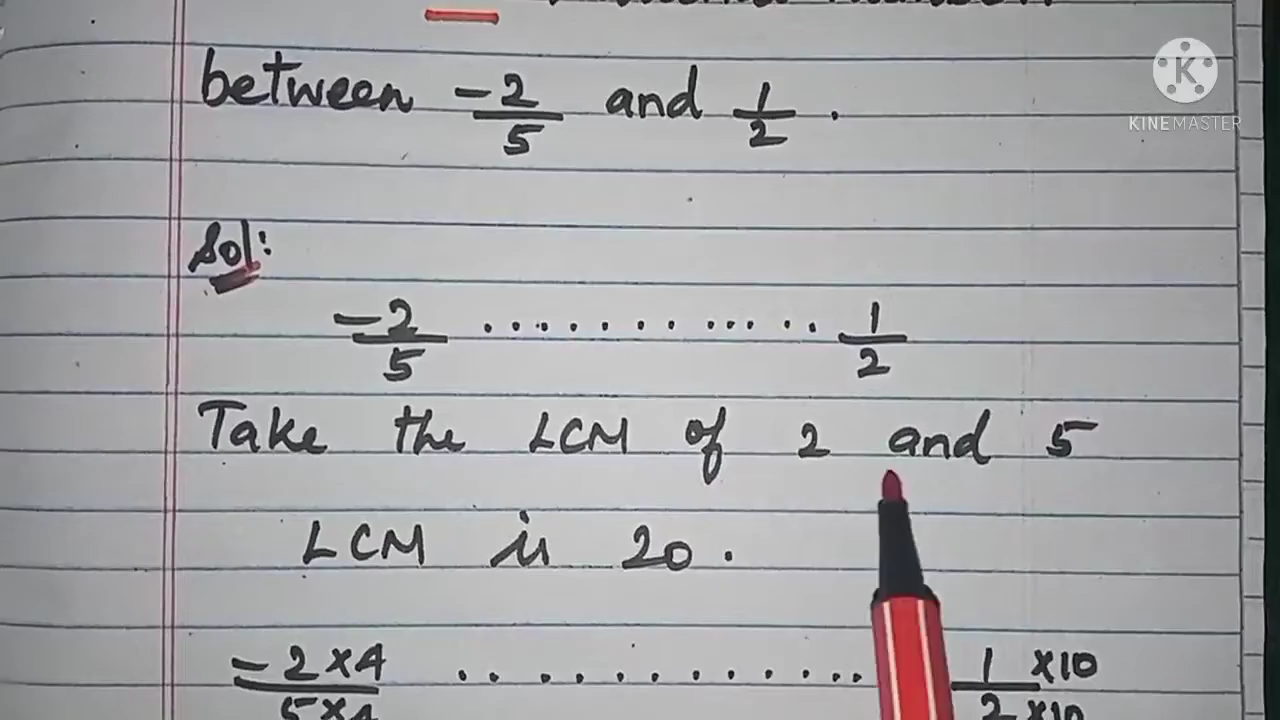 between -2/5 and 1/2 .
KINEMASTER
Sol:
-2/5 ............ 1/2
Take the LCM of 2 and 5
LCM is 20 .
-2×4/5×4 ............ 1×10/2×10